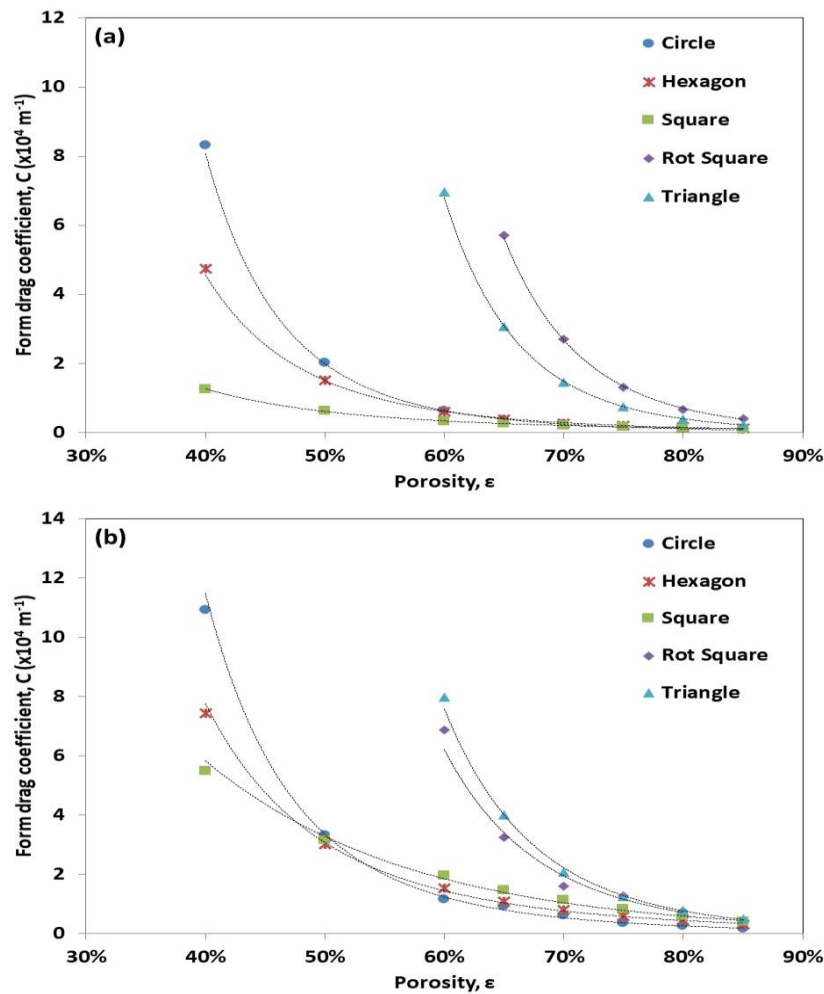 (a)
12
10
8
6
4
2
0
Form drag coefficient, C (x10⁴ m⁻¹)
Circle
Hexagon
Square
Rot Square
Triangle
30% 40% 50% 60% 70% 80% 90%
Porosity, ε
(b)
14
12
10
8
6
4
2
0
Form drag coefficient, C (x10⁴ m⁻¹)
Circle
Hexagon
Square
Rot Square
Triangle
30% 40% 50% 60% 70% 80% 90%
Porosity, ε